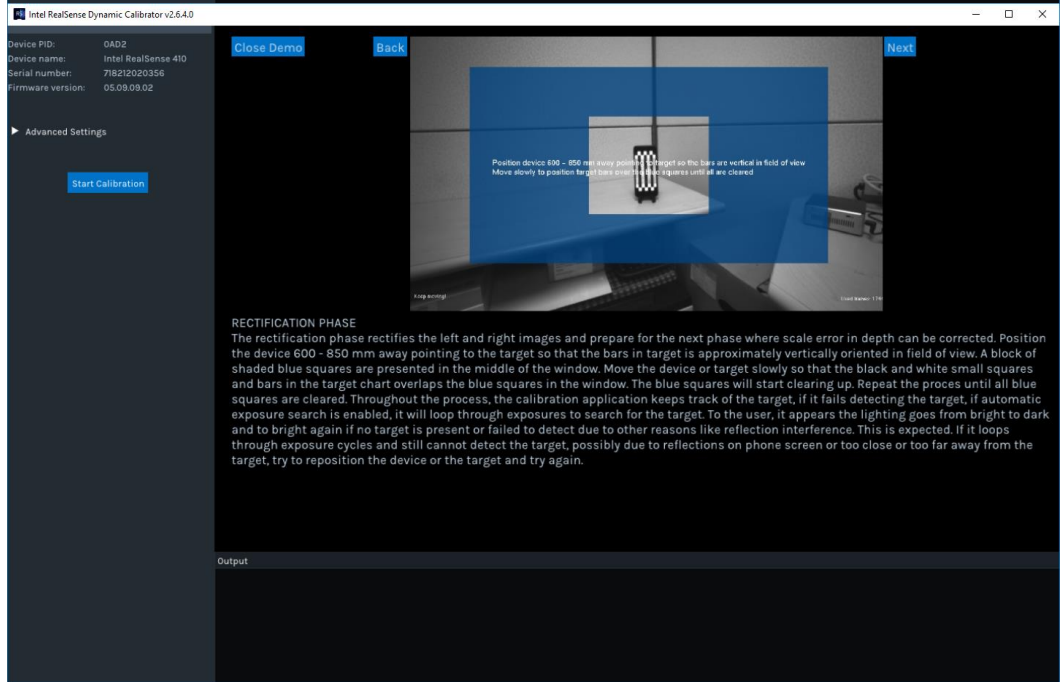 Intel RealSense Dynamic Calibrator v2.6.4.0
Device PID: 0AD2
Device name: Intel RealSense 410
Serial number: 718212020356
Firmware version: 05.09.09.02
Advanced Settings
Start Calibration
Close Demo
Back
Next
Position device 600 - 850 mm away pointing to target so the bars are vertical in field of view
Move slowly to position target bars over the blue squares until all are cleared
Keep moving!
RECTIFICATION PHASE
The rectification phase rectifies the left and right images and prepare for the next phase where scale error in depth can be corrected. Position
the device 600 - 850 mm away pointing to the target so that the bars in target is approximately vertically oriented in field of view. A block of
shaded blue squares are presented in the middle of the window. Move the device or target slowly so that the black and white small squares
and bars in the target chart overlaps the blue squares in the window. The blue squares will start clearing up. Repeat the proces until all blue
squares are cleared. Throughout the process, the calibration application keeps track of the target, if it fails detecting the target, if automatic
exposure search is enabled, it will loop through exposures to search for the target. To the user, it appears the lighting goes from bright to dark
and to bright again if no target is present or failed to detect due to other reasons like reflection interference. This is expected. If it loops
through exposure cycles and still cannot detect the target, possibly due to reflections on phone screen or too close or too far away from the
target, try to reposition the device or the target and try again.
Output